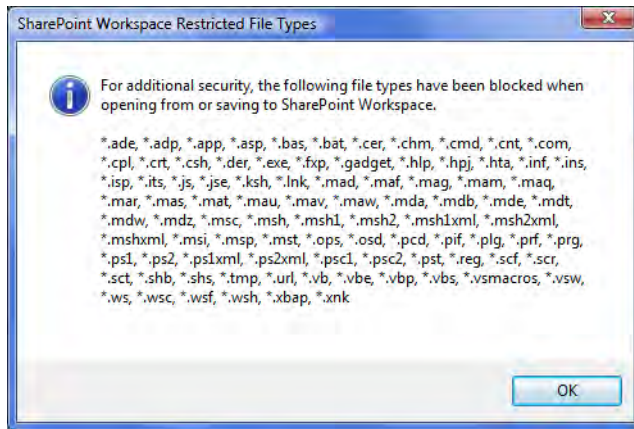 SharePoint Workspace Restricted File Types
For additional security, the following file types have been blocked when
opening from or saving to SharePoint Workspace.
*.ade, *.adp, *.app, *.asp, *.bas, *.bat, *.cer, *.chm, *.cmd, *.cnt, *.com,
*.cpl, *.crt, *.csh, *.der, *.exe, *.fxp, *.gadget, *.hlp, *.hpj, *.hta, *.inf, *.ins,
*.isp, *.its, *.js, *.jse, *.ksh, *.lnk, *.mad, *.maf, *.mag, *.mam, *.maq,
*.mar, *.mas, *.mat, *.mau, *.mav, *.maw, *.mda, *.mdb, *.mde, *.mdt,
*.mdw, *.mdz, *.msc, *.msh, *.msh1, *.msh2, *.msh1xml, *.msh2xml,
*.mshxml, *.msi, *.msp, *.mst, *.ops, *.osd, *.pcd, *.pif, *.plg, *.prf, *.prg,
*.ps1, *.ps2, *.ps1xml, *.ps2xml, *.psc1, *.psc2, *.pst, *.reg, *.scf, *.scr,
*.sct, *.shb, *.shs, *.tmp, *.url, *.vb, *.vbe, *.vbp, *.vbs, *.vsmacros, *.vsw,
*.ws, *.wsc, *.wsf, *.wsh, *.xbap, *.xnk
OK